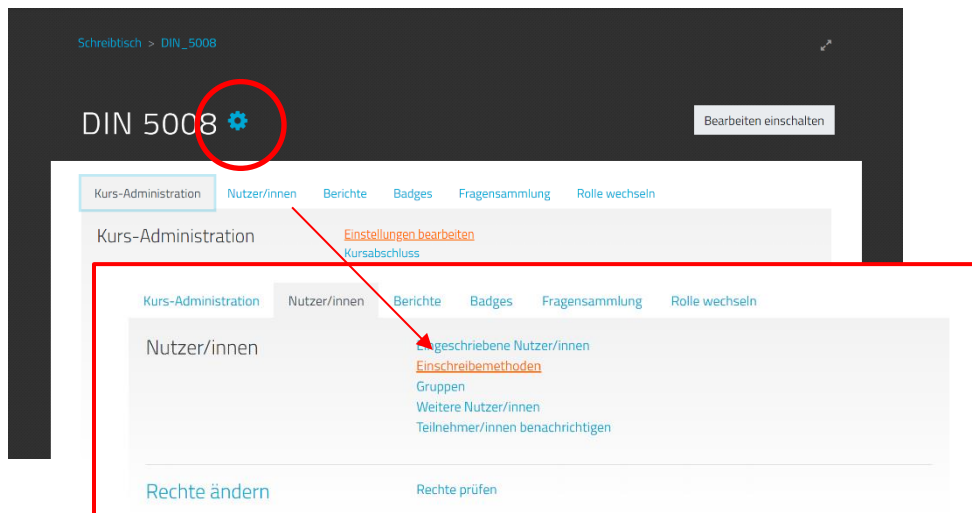 Schreibtisch > DIN_5008
DIN 5008
Bearbeiten einschalten
Kurs-Administration Nutzer/innen Berichte Badges Fragensammlung Rolle wechseln
Kurs-Administration
Einstellungen bearbeiten
Kursabschluss
Kurs-Administration Nutzer/innen Berichte Badges Fragensammlung Rolle wechseln
Nutzer/innen
Eingeschriebene Nutzer/innen
Einschreibemethoden
Gruppen
Weitere Nutzer/innen
Teilnehmer/innen benachrichtigen
Rechte ändern
Rechte prüfen